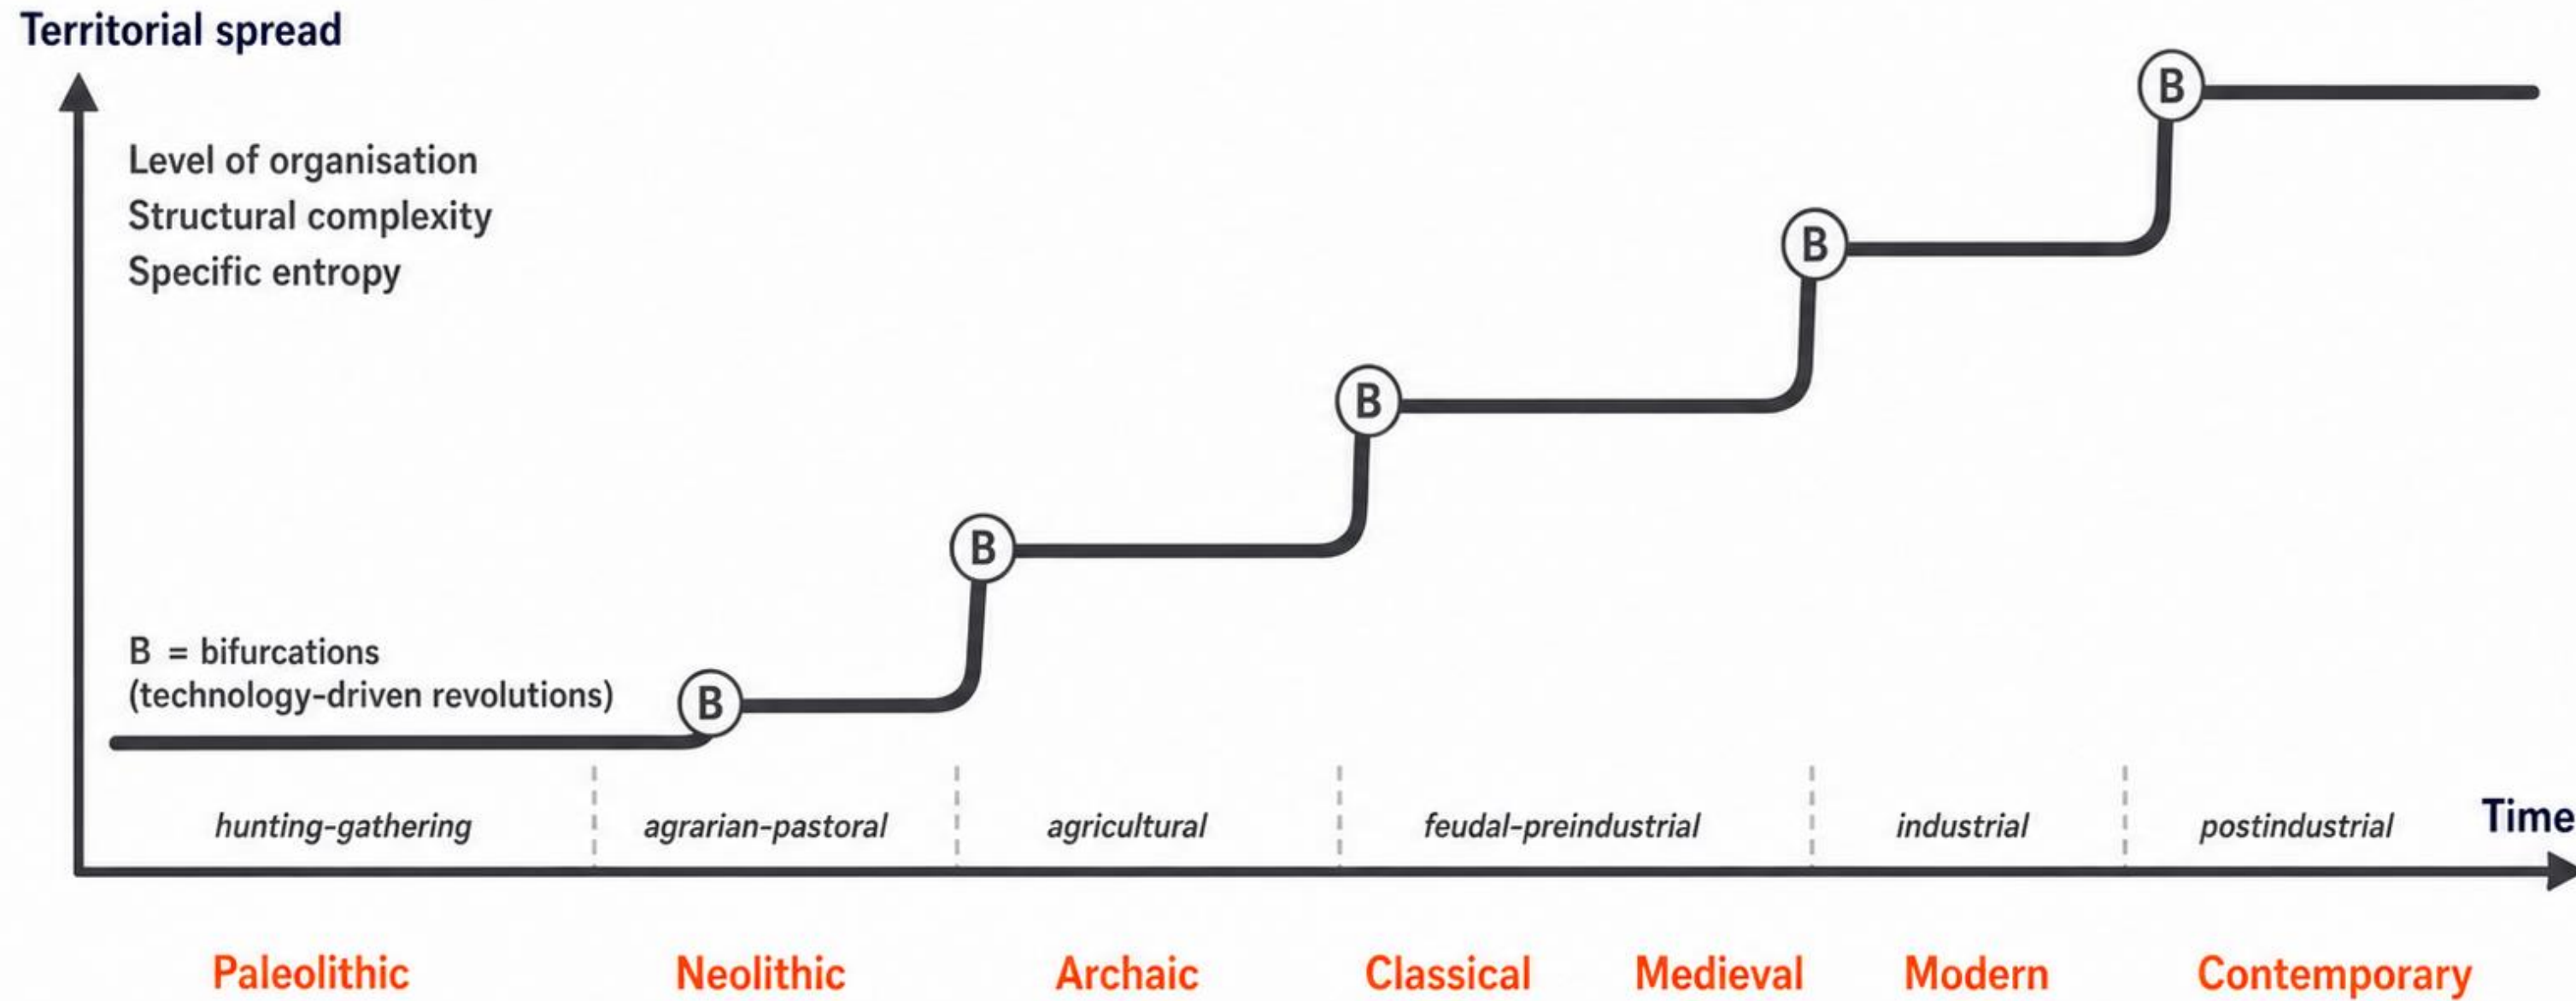 Territorial spread
Level of organisation
Structural complexity
Specific entropy
B
B
B
B
B
B = bifurcations
(technology-driven revolutions)
hunting-gathering
agrarian-pastoral
agricultural
feudal-preindustrial
industrial
postindustrial
Time
Paleolithic
Neolithic
Archaic
Classical
Medieval
Modern
Contemporary